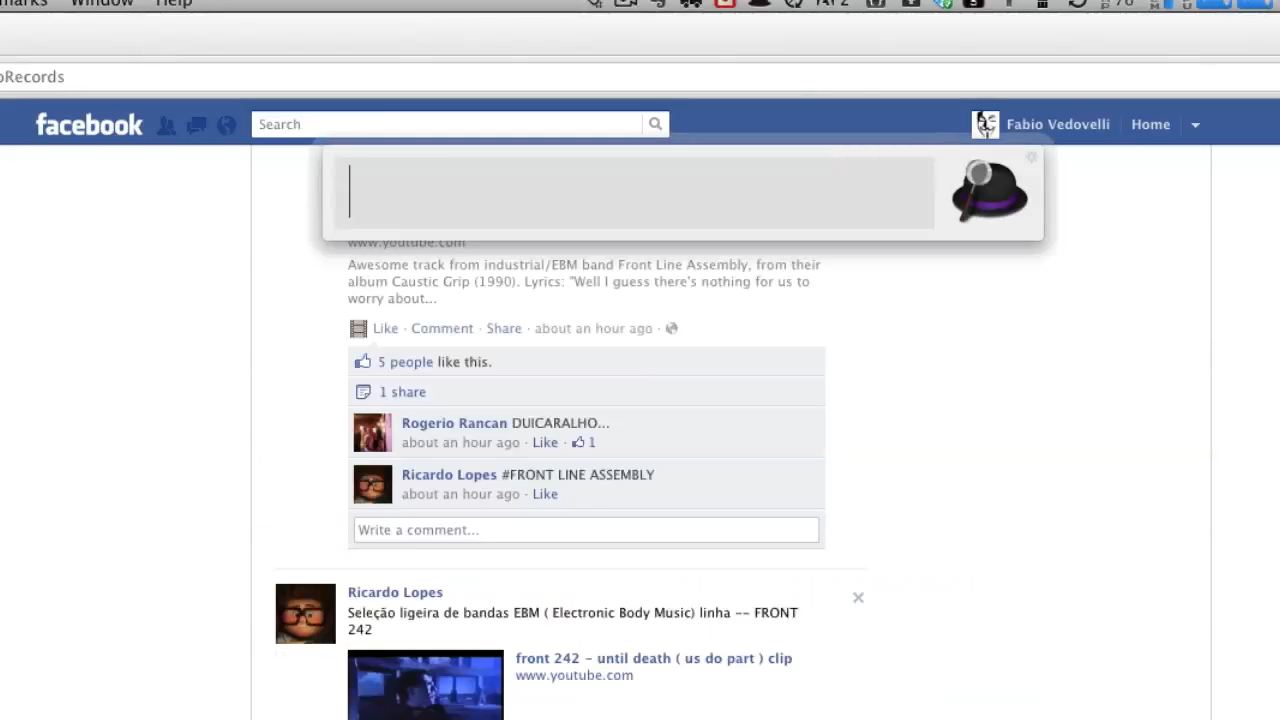 marks Window Help
oRecords
facebook Search Fabio Vedovelli Home
www.youtube.com
Awesome track from industrial/EBM band Front Line Assembly, from their
album Caustic Grip (1990). Lyrics: "Well I guess there's nothing for us to
worry about...
Like · Comment · Share · about an hour ago ·
5 people like this.
1 share
Rogerio Rancan DUICARALHO...
about an hour ago · Like · 1
Ricardo Lopes #FRONT LINE ASSEMBLY
about an hour ago · Like
Write a comment...
Ricardo Lopes
Seleção ligeira de bandas EBM ( Electronic Body Music) linha -- FRONT
242
front 242 - until death ( us do part ) clip
www.youtube.com